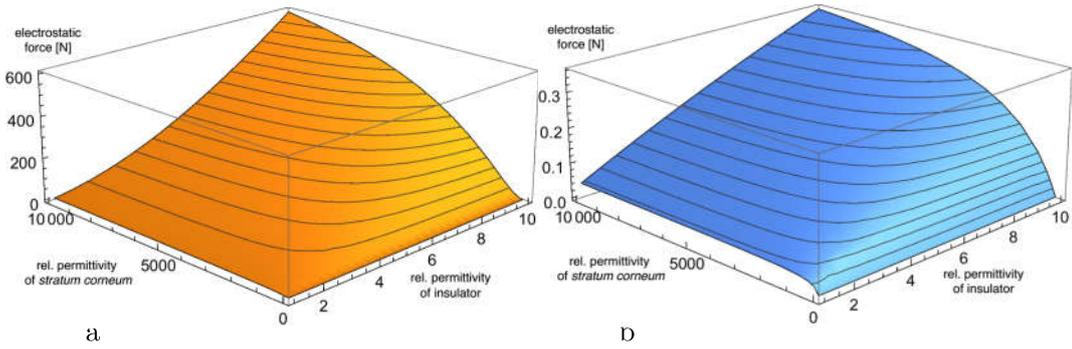 electrostatic
force [N]
600
400
200
0
10 000
5000
0
2
4
6
8
10
rel. permittivity
of stratum corneum
rel. permittivity
of insulator
a
electrostatic
force [N]
0.3
0.2
0.1
0.0
10 000
5000
0
2
4
6
8
10
rel. permittivity
of stratum corneum
rel. permittivity
of insulator
b